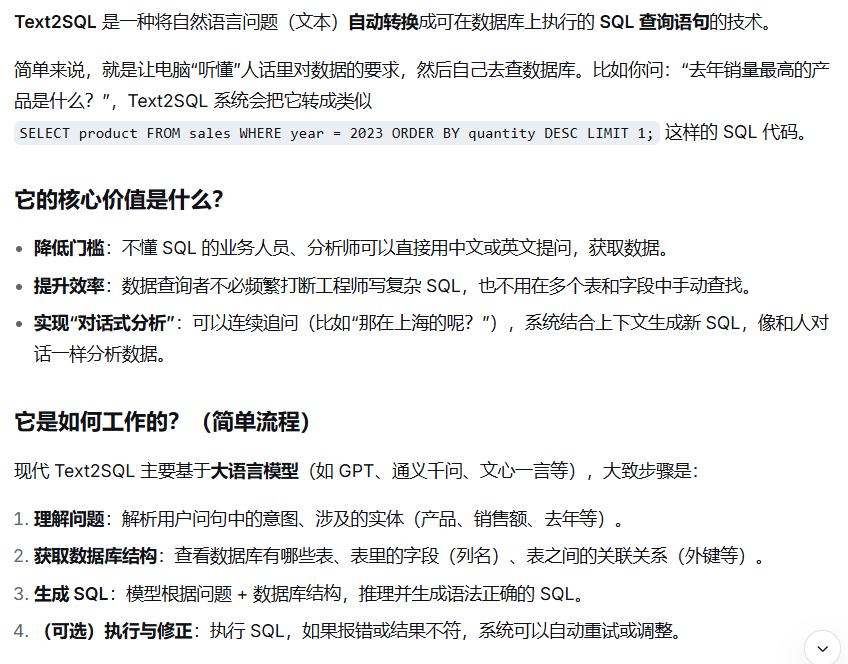 Text2SQL 是一种将自然语言问题（文本）自动转换成可在数据库上执行的 SQL 查询语句的技术。
简单来说，就是让电脑“听懂”人话里对数据的要求，然后自己去查数据库。比如你问：“去年销量最高的产
品是什么？”，Text2SQL 系统会把它转成类似
SELECT product FROM sales WHERE year = 2023 ORDER BY quantity DESC LIMIT 1; 这样的 SQL 代码。
它的核心价值是什么？
• 降低门槛：不懂 SQL 的业务人员、分析师可以直接用中文或英文提问，获取数据。
• 提升效率：数据查询者不必频繁打断工程师写复杂 SQL，也不用在多个表和字段中手动查找。
• 实现“对话式分析”：可以连续追问（比如“那在上海的呢？”），系统结合上下文生成新 SQL，像和人对
话一样分析数据。
它是如何工作的？（简单流程）
现代 Text2SQL 主要基于大语言模型（如 GPT、通义千问、文心一言等），大致步骤是：
1. 理解问题：解析用户问句中的意图、涉及的实体（产品、销售额、去年等）。
2. 获取数据库结构：查看数据库有哪些表、表里的字段（列名）、表之间的关联关系（外键等）。
3. 生成 SQL：模型根据问题 + 数据库结构，推理并生成语法正确的 SQL。
4. （可选）执行与修正：执行 SQL，如果报错或结果不符，系统可以自动重试或调整。